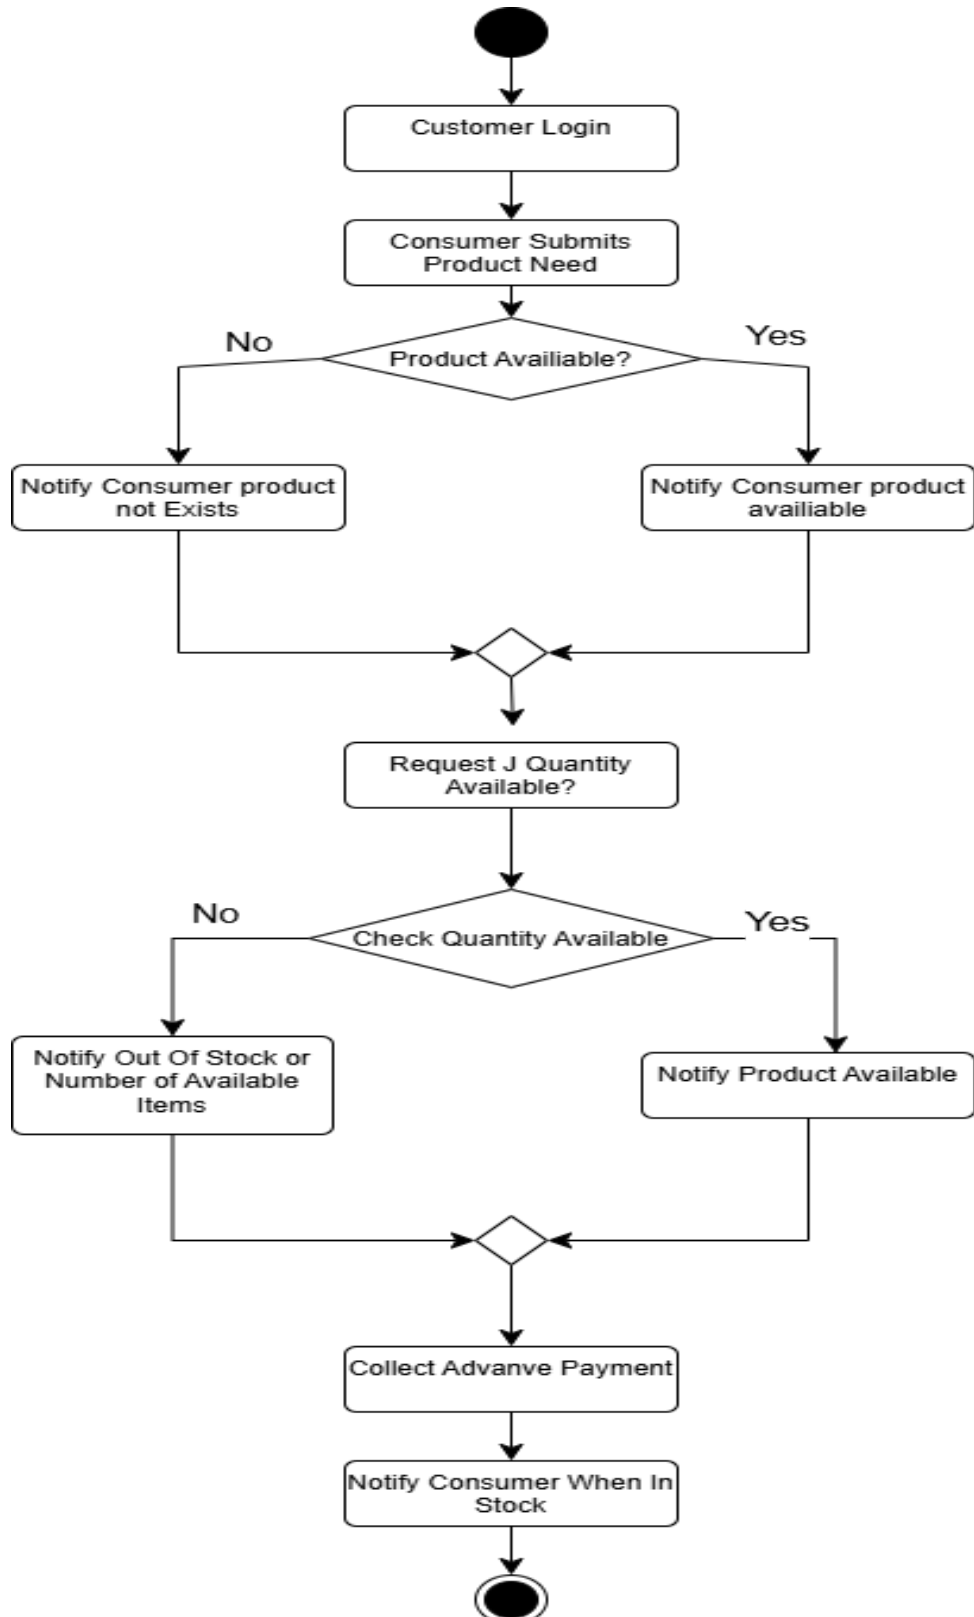 Customer Login
Consumer Submits
Product Need
No
Yes
Product Availiable?
Notify Consumer product
not Exists
Notify Consumer product
availiable
Request J Quantity
Available?
No
Yes
Check Quantity Available
Notify Out Of Stock or
Number of Available
Items
Notify Product Available
Collect Advanve Payment
Notify Consumer When In
Stock